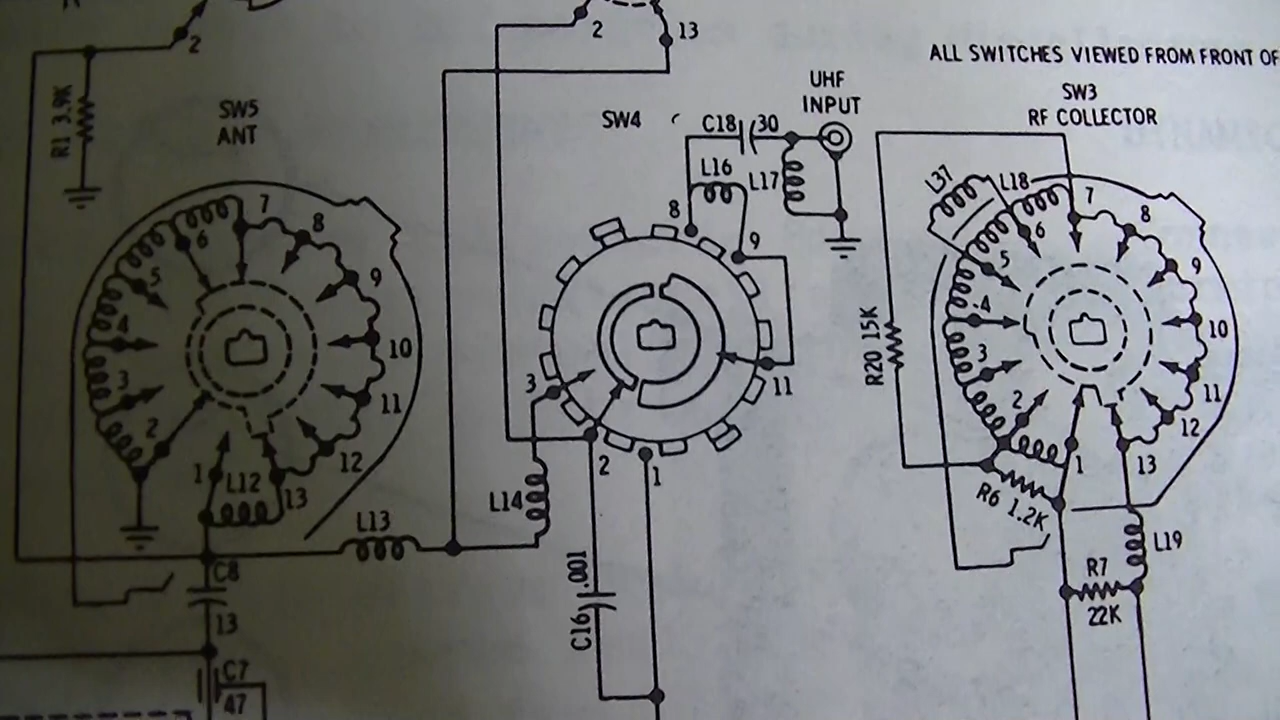 2
R1 3.9K
SW5
ANT
7
8
6
5
9
4
10
3
11
2
12
1
L12
13
L13
C8
13
C7
47
2
13
SW4
C18
30
UHF
INPUT
L16
L17
8
9
3
11
2
1
L14
C16 .001
ALL SWITCHES VIEWED FROM FRONT OF
SW3
RF COLLECTOR
L37
L18
7
8
6
5
9
4
10
3
11
2
12
1
13
R20 15K
R6 1.2K
L19
R7
22K